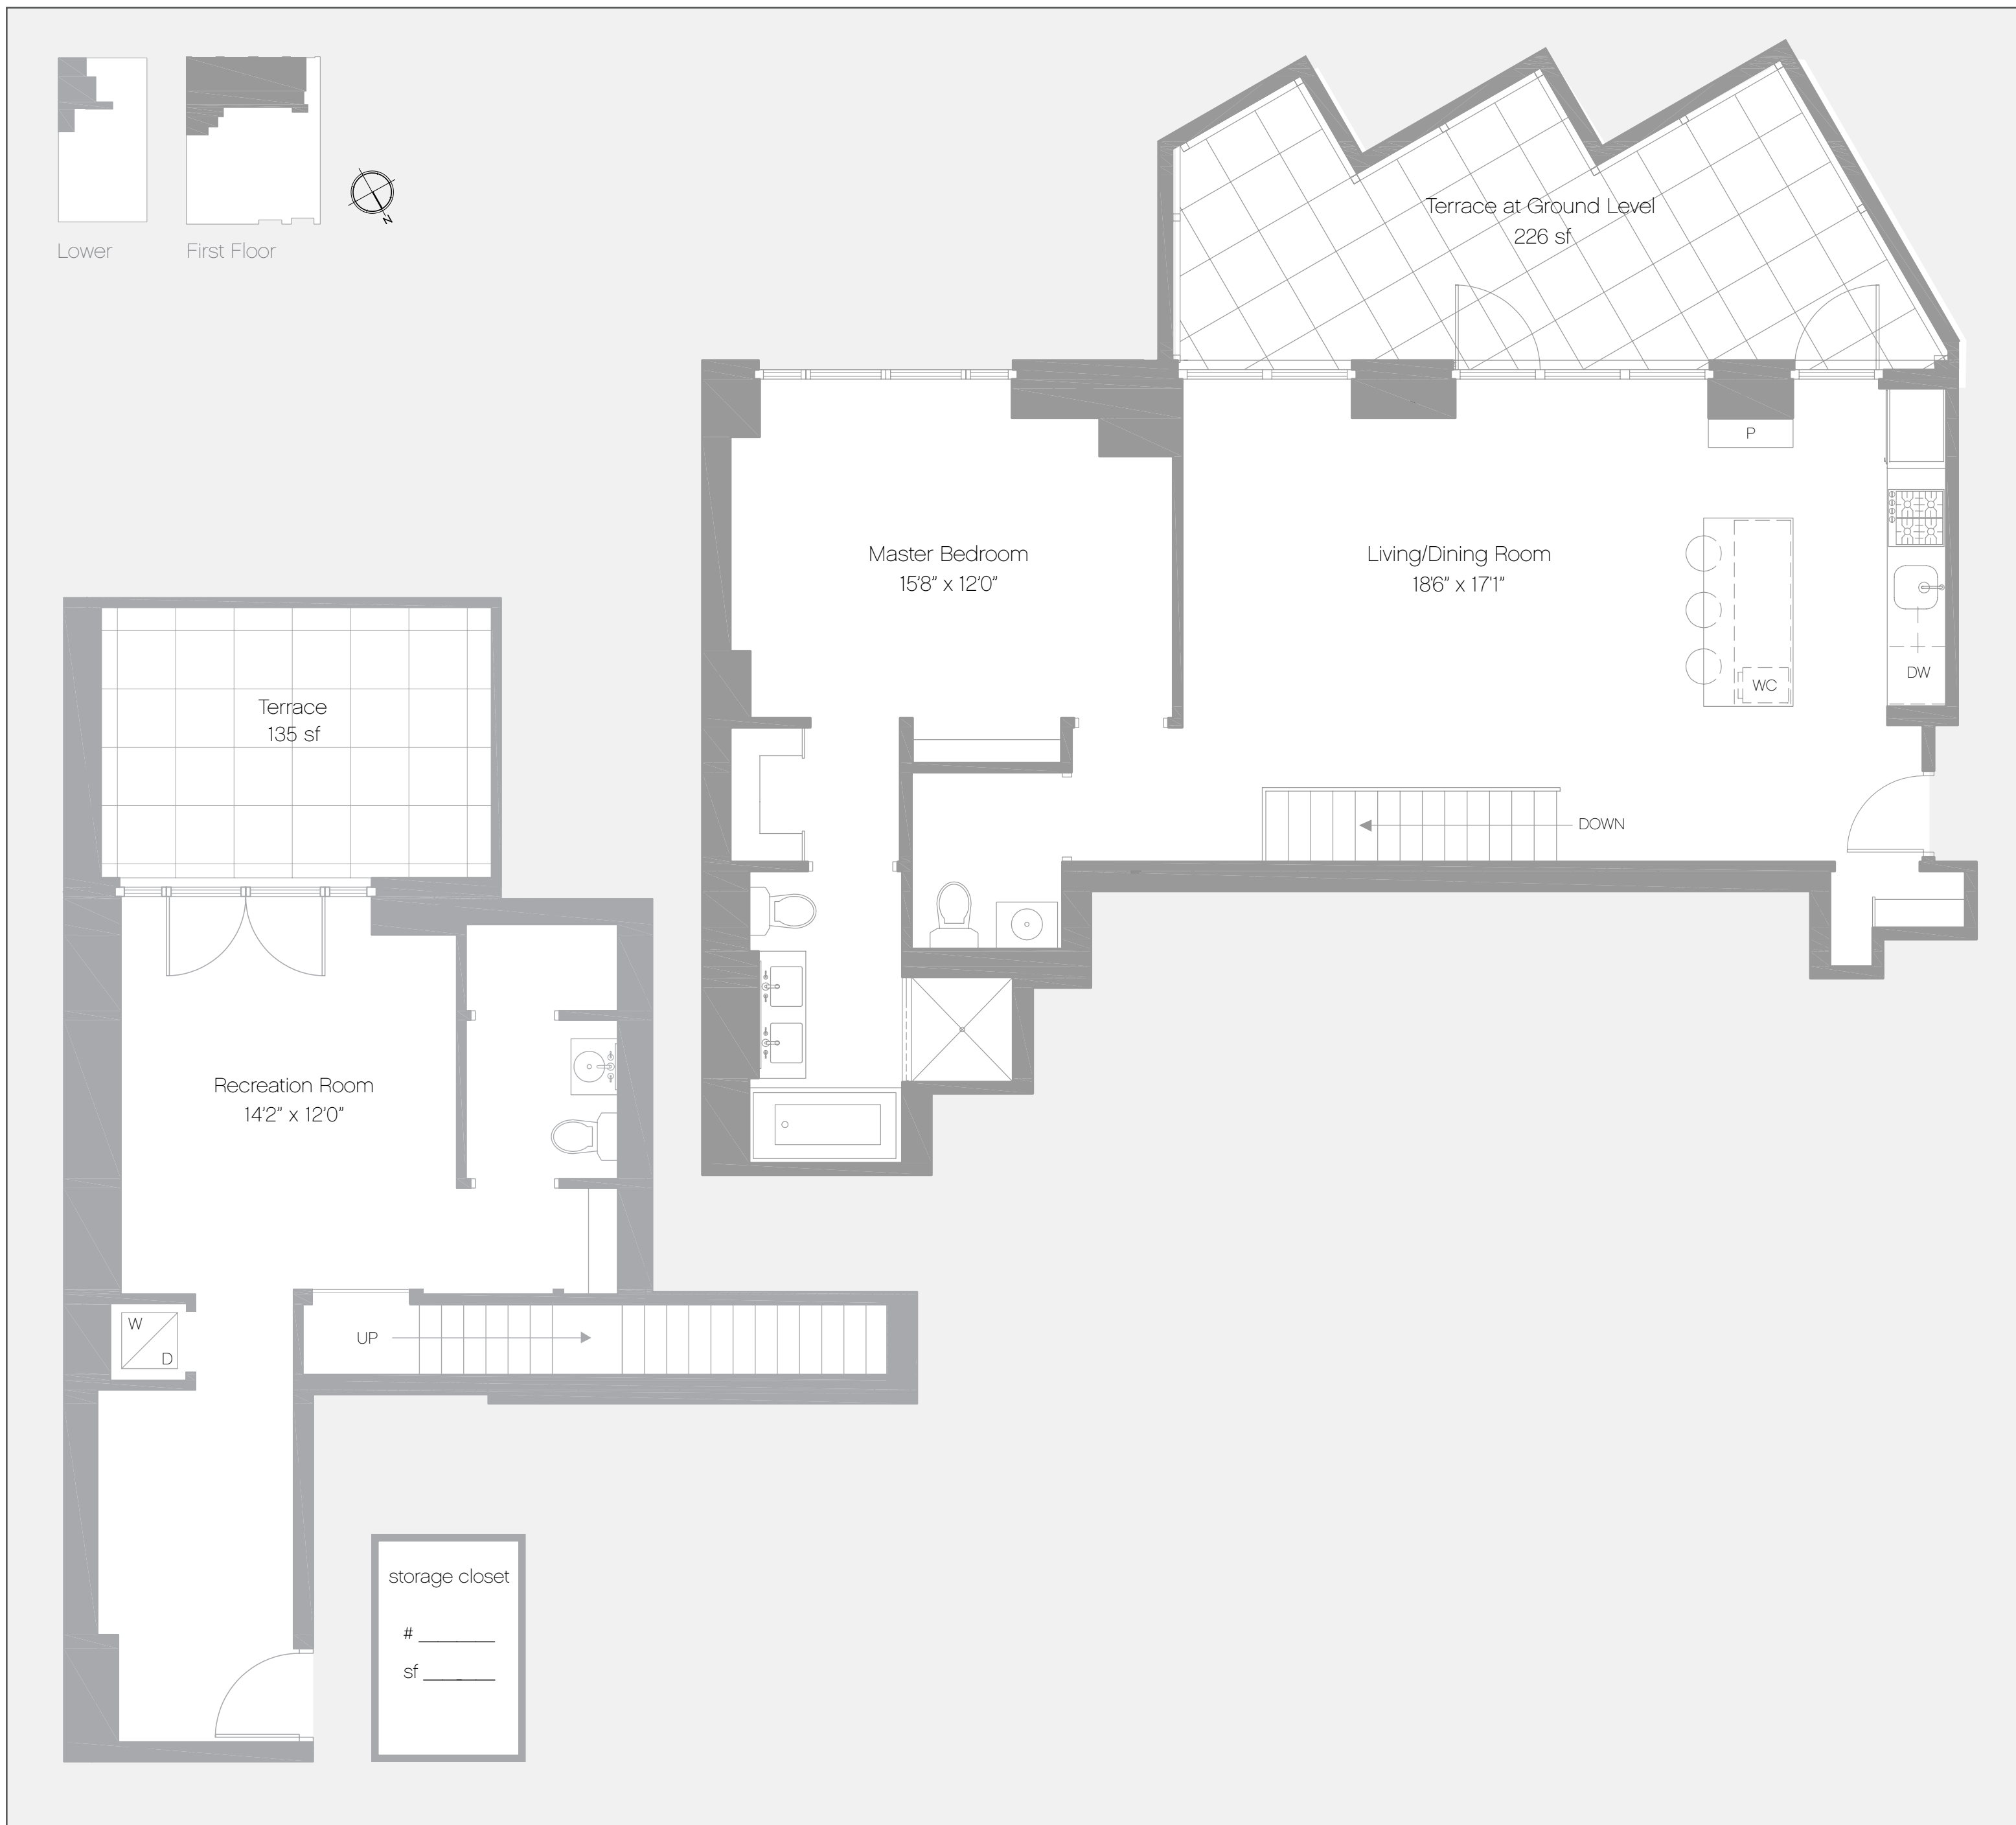 Lower
First Floor
N
Terrace at Ground Level
226 sf
P
Master Bedroom
15'8" x 12'0"
Living/Dining Room
18'6" x 17'1"
WC
DW
DOWN
Terrace
135 sf
Recreation Room
14'2" x 12'0"
W
D
UP
storage closet
# ________
sf ________